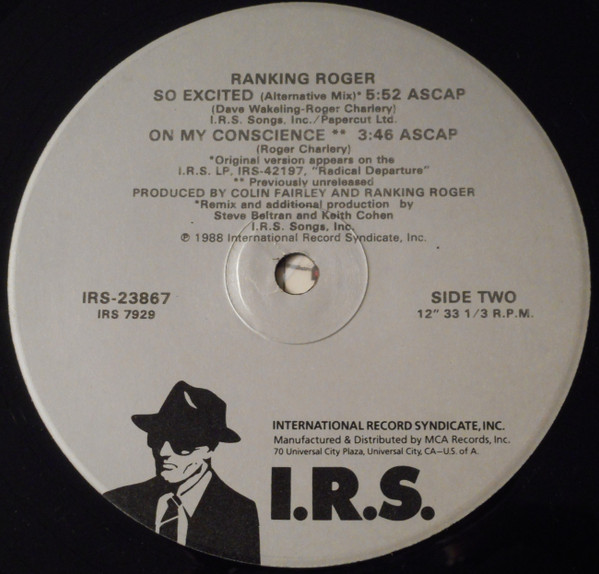 RANKING ROGER
SO EXCITED (Alternative Mix)* 5:52 ASCAP
(Dave Wakeling-Roger Charlery)
I.R.S. Songs, Inc./Papercut Ltd.
ON MY CONSCIENCE ** 3:46 ASCAP
(Roger Charlery)
*Original version appears on the
I.R.S. LP, IRS-42197, "Radical Departure"
** Previously unreleased
PRODUCED BY COLIN FAIRLEY AND RANKING ROGER
*Remix and additional production by
Steve Beltran and Keith Cohen
I.R.S. Songs, Inc.
℗ 1988 International Record Syndicate, Inc.
IRS-23867
IRS 7929
SIDE TWO
12" 33 1/3 R.P.M.
INTERNATIONAL RECORD SYNDICATE, INC.
Manufactured & Distributed by MCA Records, Inc.
70 Universal City Plaza, Universal City, CA–U.S. of A.
I.R.S.